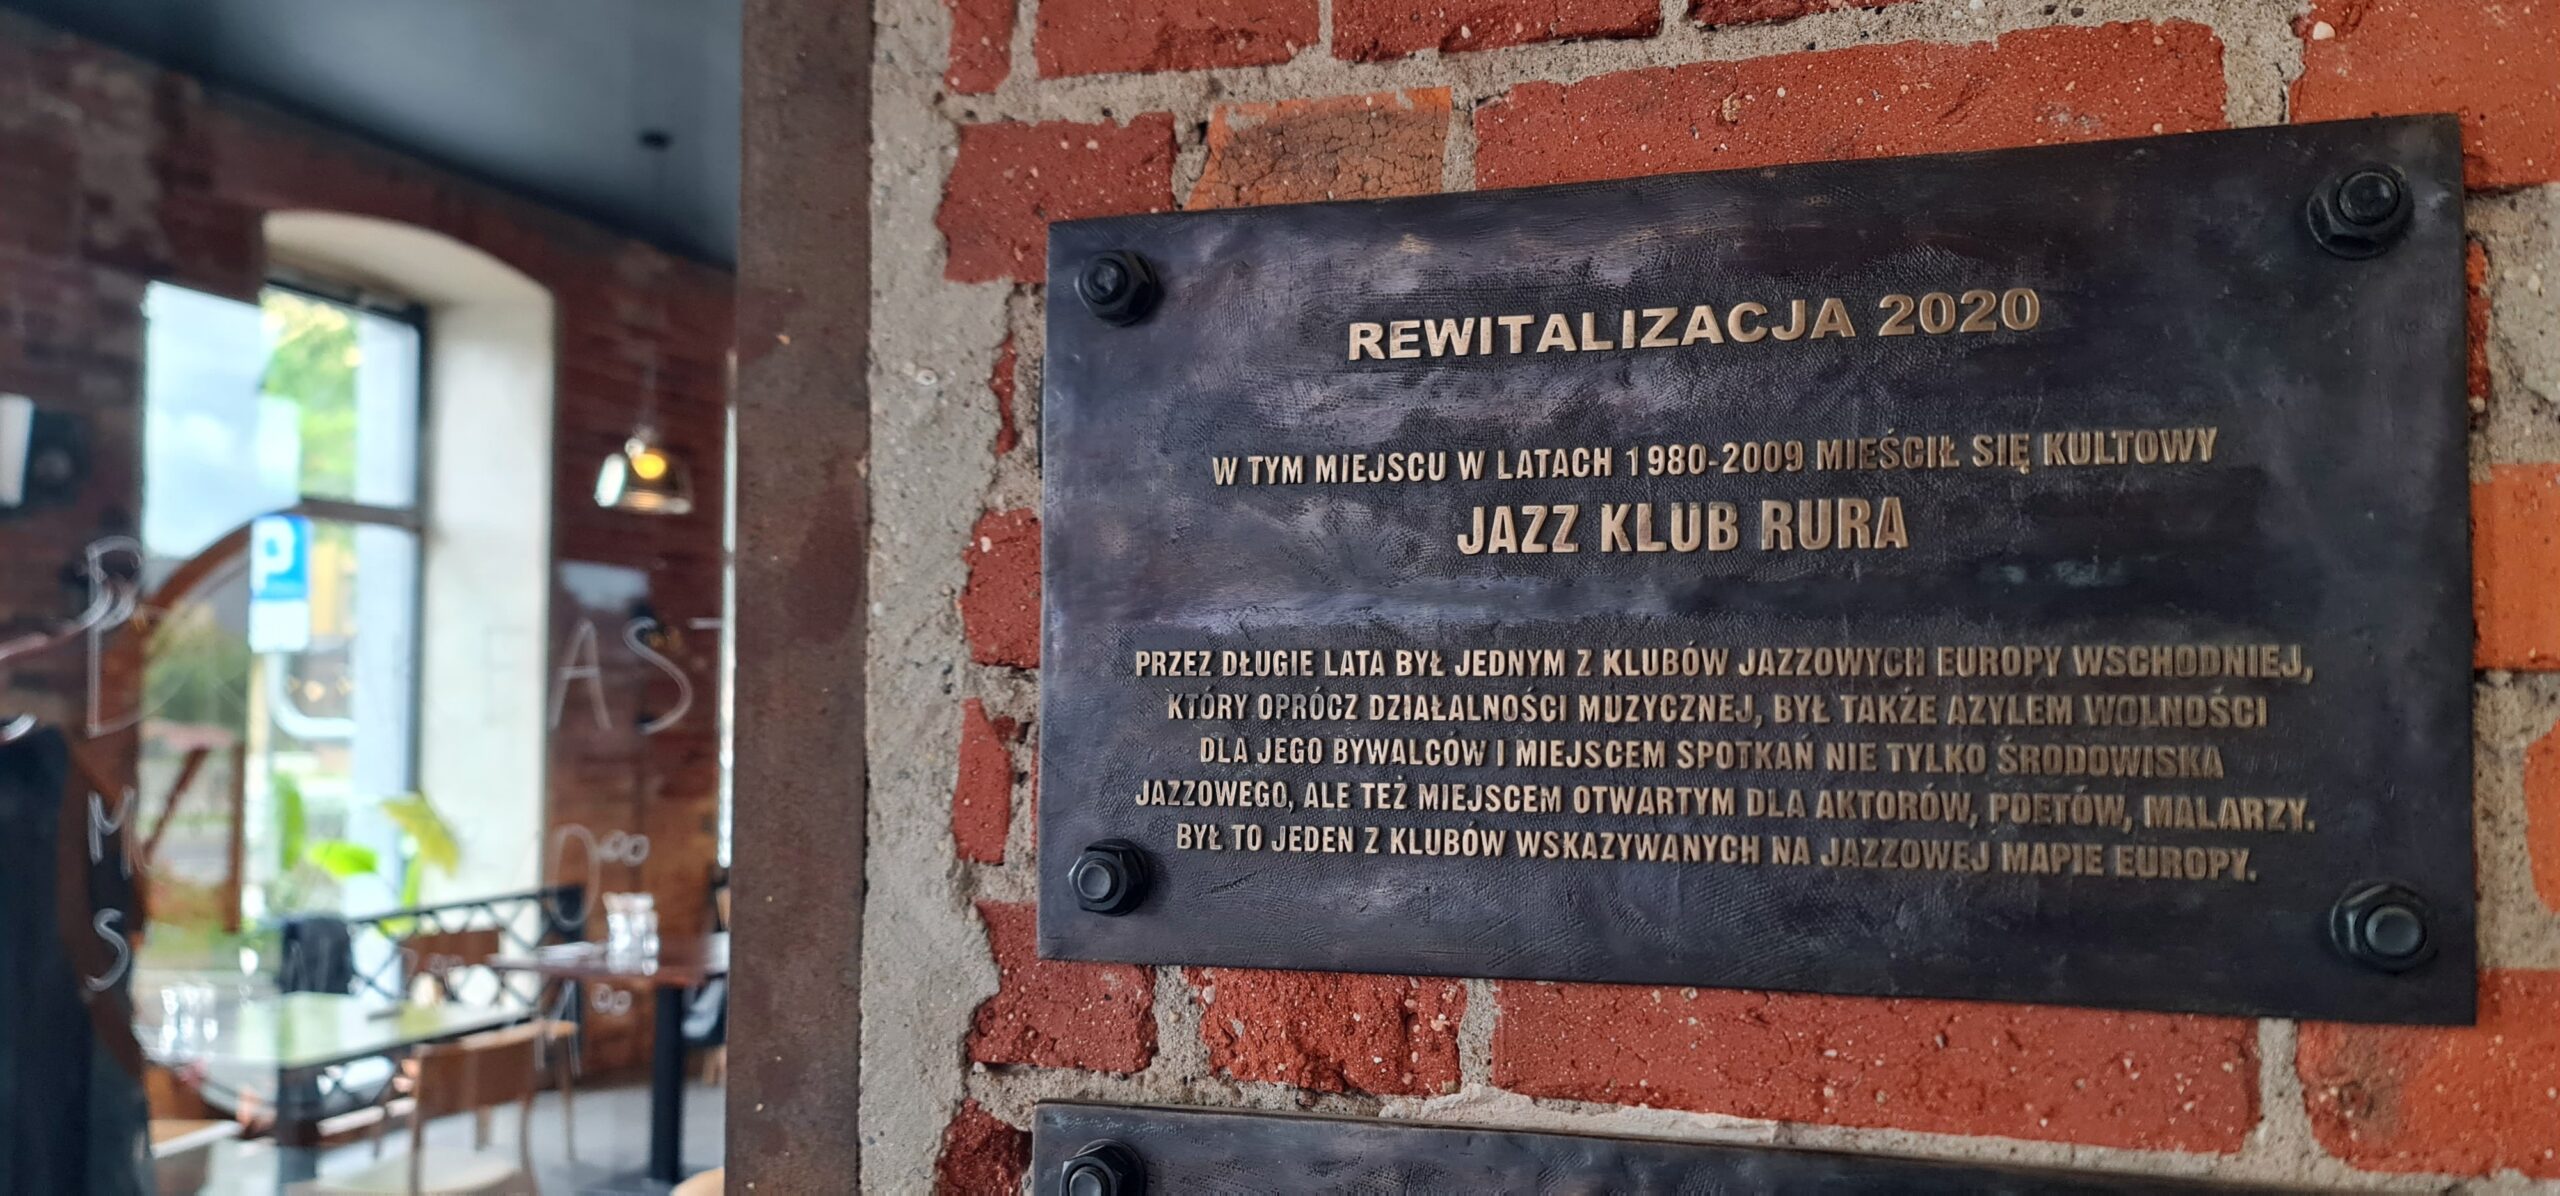 REWITALIZACJA 2020
W TYM MIEJSCU W LATACH 1980-2009 MIEŚCIŁ SIĘ KULTOWY
JAZZ KLUB RURA
PRZEZ DŁUGIE LATA BYŁ JEDNYM Z KLUBÓW JAZZOWYCH EUROPY WSCHODNIEJ,
KTÓRY OPRÓCZ DZIAŁALNOŚCI MUZYCZNEJ, BYŁ TAKŻE AZYLEM WOLNOŚCI
DLA JEGO BYWALCÓW I MIEJSCEM SPOTKAŃ NIE TYLKO ŚRODOWISKA
JAZZOWEGO, ALE TEŻ MIEJSCEM OTWARTYM DLA AKTORÓW, POETÓW, MALARZY.
BYŁ TO JEDEN Z KLUBÓW WSKAZYWANYCH NA JAZZOWEJ MAPIE EUROPY.
P